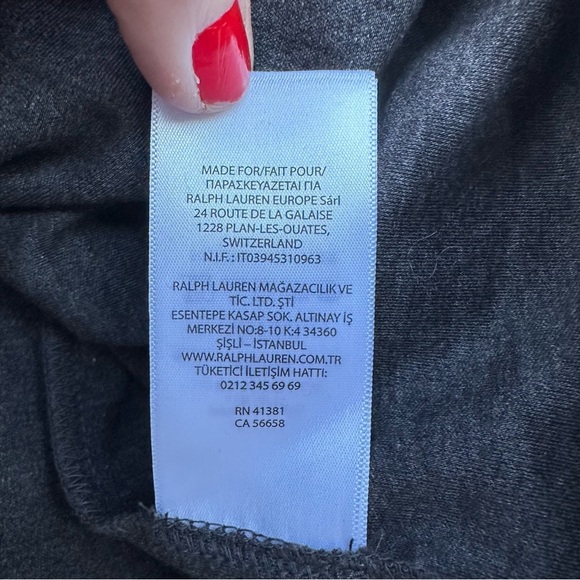 MADE FOR/FAIT POUR/
ΠΑΡΑΣΚΕΥΑΖΕΤΑΙ ΓΙΑ
RALPH LAUREN EUROPE Sárl
24 ROUTE DE LA GALAISE
1228 PLAN-LES-OUATES,
SWITZERLAND
N.I.F. : IT03945310963
RALPH LAUREN MAĞAZACILIK VE
TİC. LTD. ŞTİ
ESENTEPE KASAP SOK. ALTINAY İŞ
MERKEZİ NO:8-10 K:4 34360
ŞİŞLİ – İSTANBUL
WWW.RALPHLAUREN.COM.TR
TÜKETİCİ İLETİŞİM HATTI:
0212 345 69 69
RN 41381
CA 56658